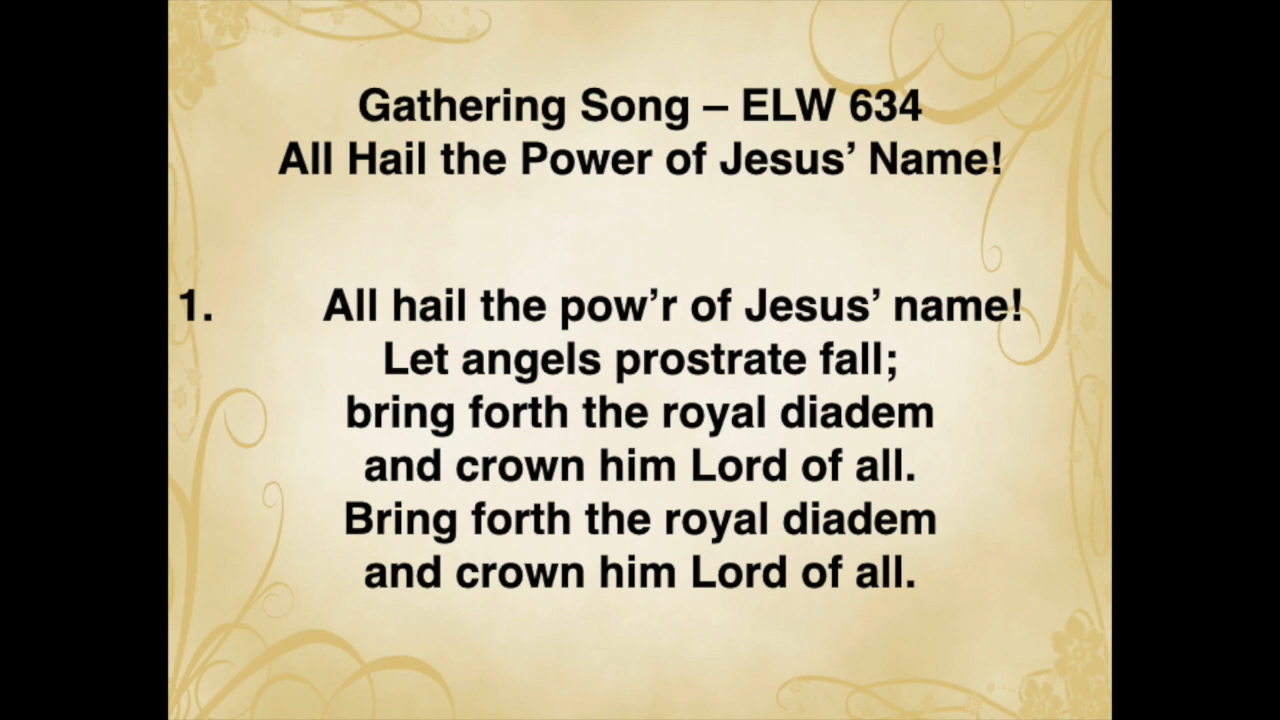 Gathering Song – ELW 634
All Hail the Power of Jesus’ Name!
1. All hail the pow’r of Jesus’ name!
Let angels prostrate fall;
bring forth the royal diadem
and crown him Lord of all.
Bring forth the royal diadem
and crown him Lord of all.